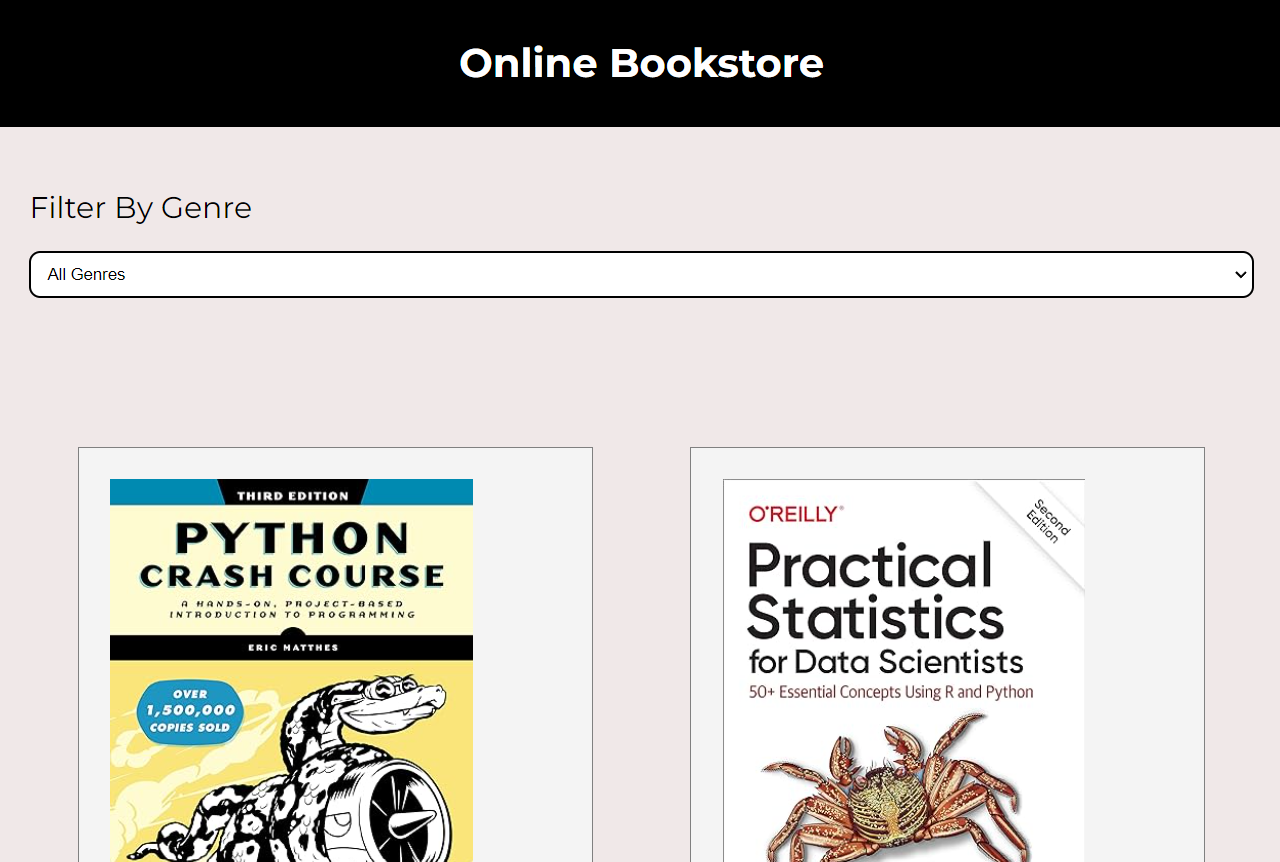 Online Bookstore
Filter By Genre
All Genres
THIRD EDITION
PYTHON
CRASH COURSE
A HANDS-ON, PROJECT-BASED
INTRODUCTION TO PROGRAMMING
ERIC MATTHES
OVER
1,500,000
COPIES SOLD
O'REILLY®
Second
Edition
Practical
Statistics
for Data Scientists
50+ Essential Concepts Using R and Python